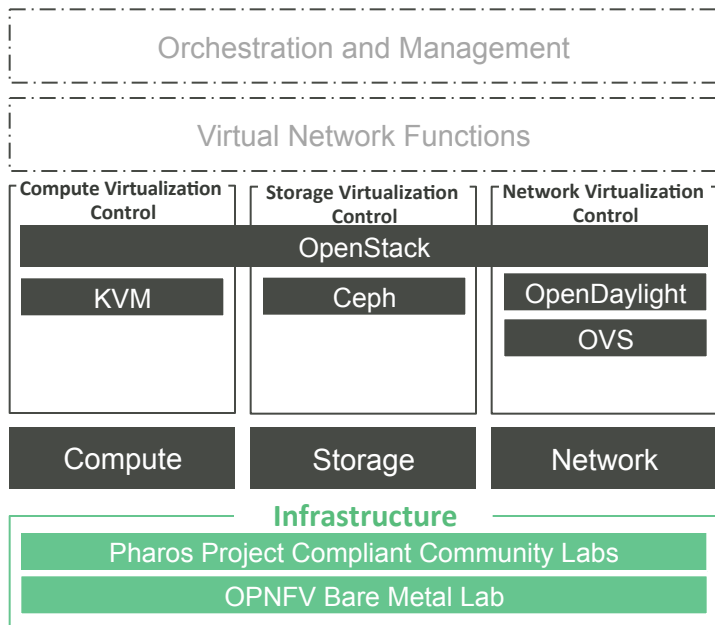 Orchestration and Management
Virtual Network Functions
Compute Virtualization
Control
Storage Virtualization
Control
Network Virtualization
Control
OpenStack
KVM
Ceph
OpenDaylight
OVS
Compute
Storage
Network
Infrastructure
Pharos Project Compliant Community Labs
OPNFV Bare Metal Lab